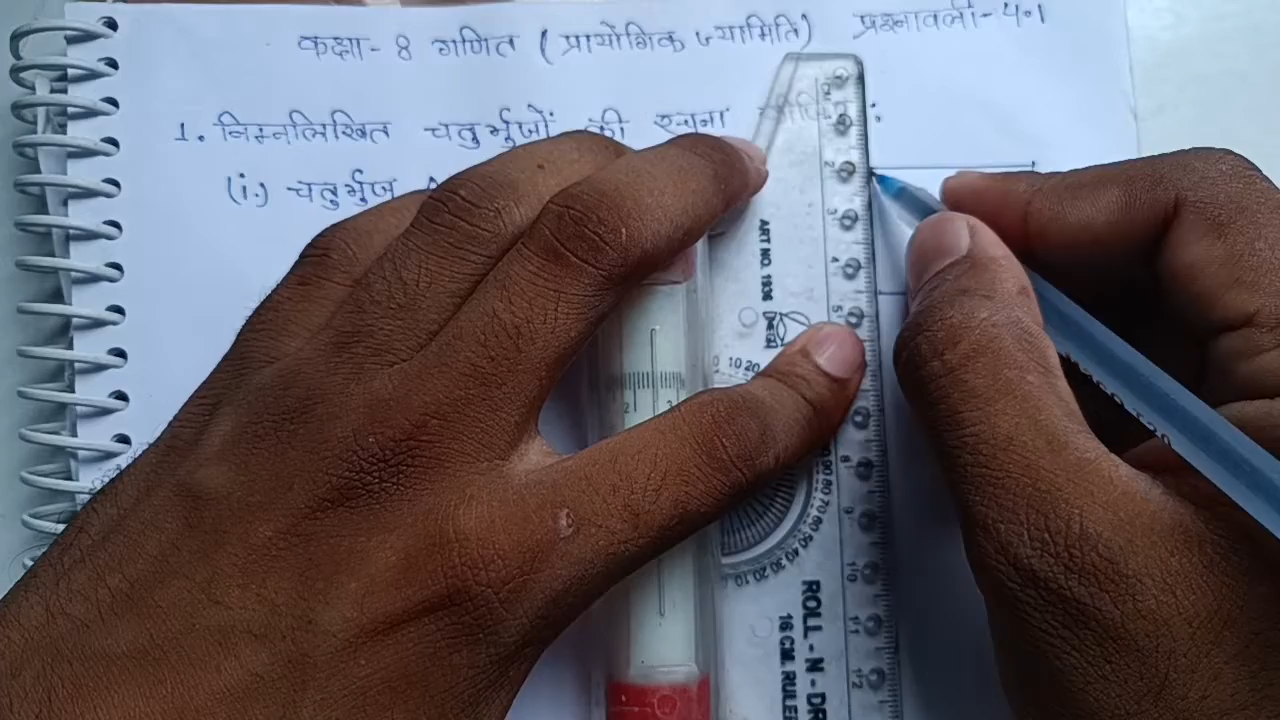 कक्षा - 8 गणित ( प्रायोगिक ज्यामिति) प्रश्नावली - 4.1
1. निम्नलिखित चतुर्भुजों की रचना :
(i.) चतुर्भुज
ART NO. 1936
ROLL - N - DR
16 CM. RULE